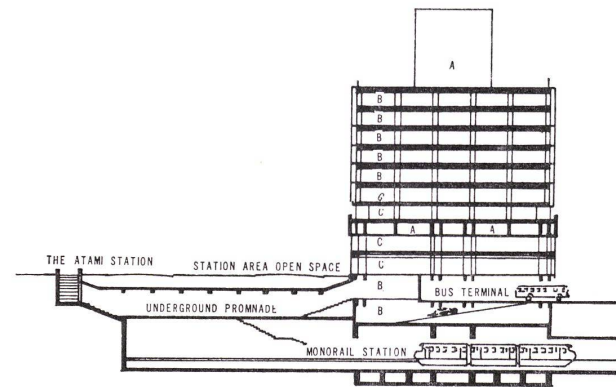 A
B
B
B
B
B
B
C
C
A A
C
C
THE ATAMI STATION
STATION AREA OPEN SPACE
B
BUS TERMINAL
UNDERGROUND PROMNADE
B
MONORAIL STATION